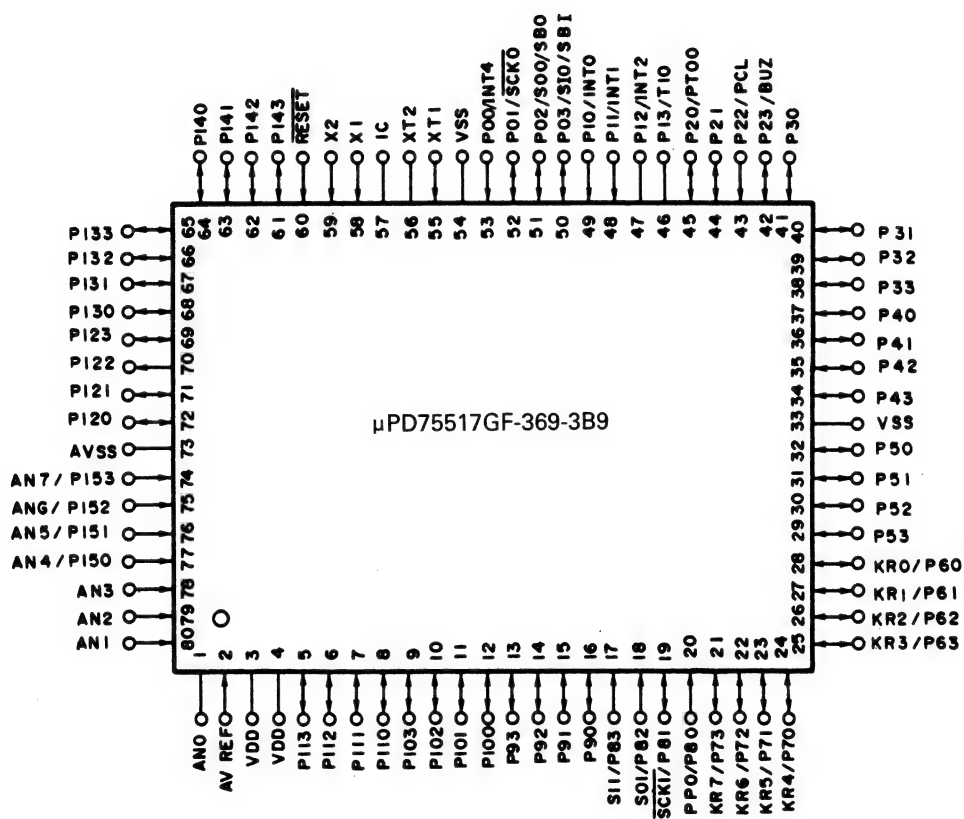 P140
P141
P142
P143
RESET
X2
X1
IC
XT2
XT1
VSS
P00/INT4
P01/SCK0
P02/SO0/SB0
P03/SI0/SBI
P10/INT0
P11/INT1
P12/INT2
P13/TI0
P20/PTO0
P21
P22/PCL
P23/BUZ
P30
65 64 63 62 61 60 59 58 57 56 55 54 53 52 51 50 49 48 47 46 45 44 43 42 41 40
P133
P132 66
P131 67
P130 68
P123 69
P122 70
P121 71
P120 72
AVSS 73
AN7/P153 74
AN6/P152 75
AN5/P151 76
AN4/P150 77
AN3 78
AN2 79
AN1 80
μPD75517GF-369-3B9
P31
39 P32
38 P33
37 P40
36 P41
35 P42
34 P43
33 VSS
32 P50
31 P51
30 P52
29 P53
28 KR0/P60
27 KR1/P61
26 KR2/P62
25 KR3/P63
1 2 3 4 5 6 7 8 9 10 11 12 13 14 15 16 17 18 19 20 21 22 23 24
AN0
AV REF
VDD
VDD
P113
P112
P111
P110
P103
P102
P101
P100
P93
P92
P91
P90
SI1/P83
SO1/P82
SCK1/P81
PPO/P80
KR7/P73
KR6/P72
KR5/P71
KR4/P70